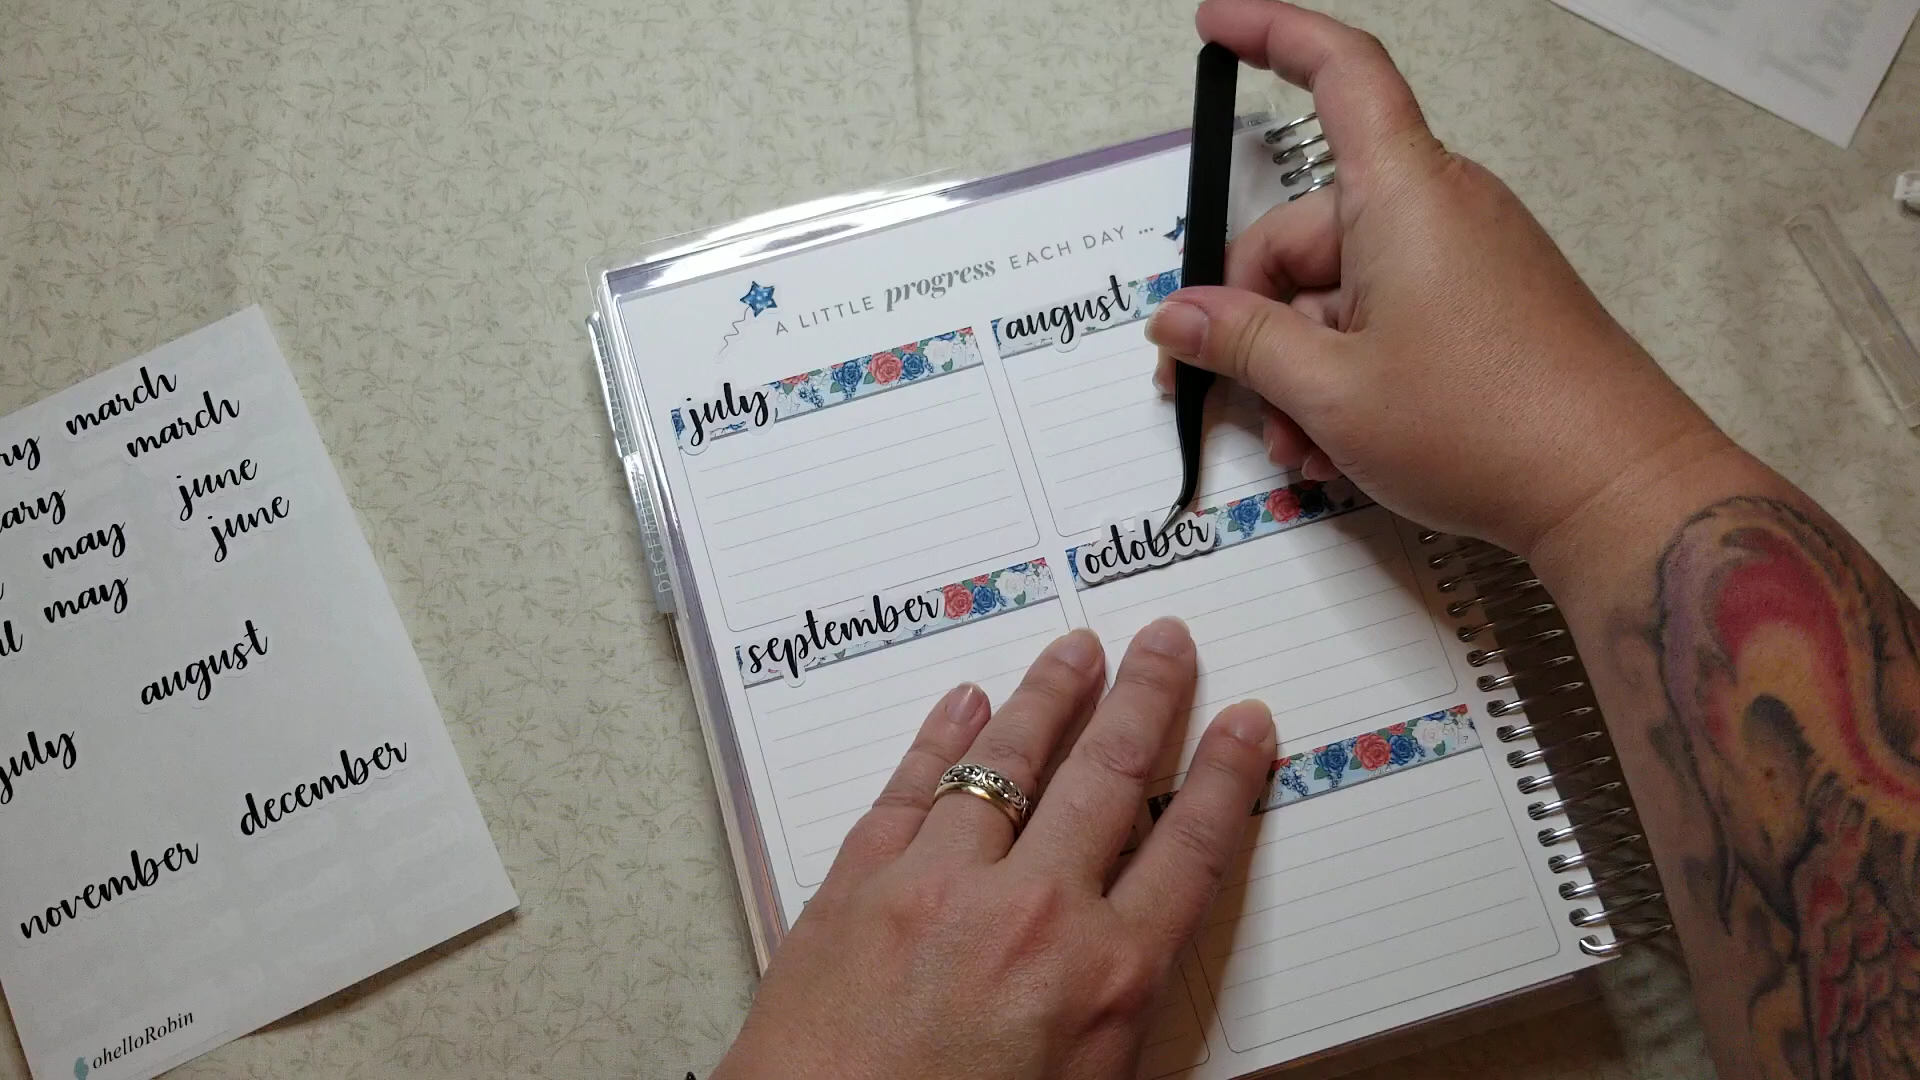 march
march
ary
june
may
june
may
august
july
december
november
ohelloRobin
A LITTLE progress EACH DAY ...
july
august
september
october